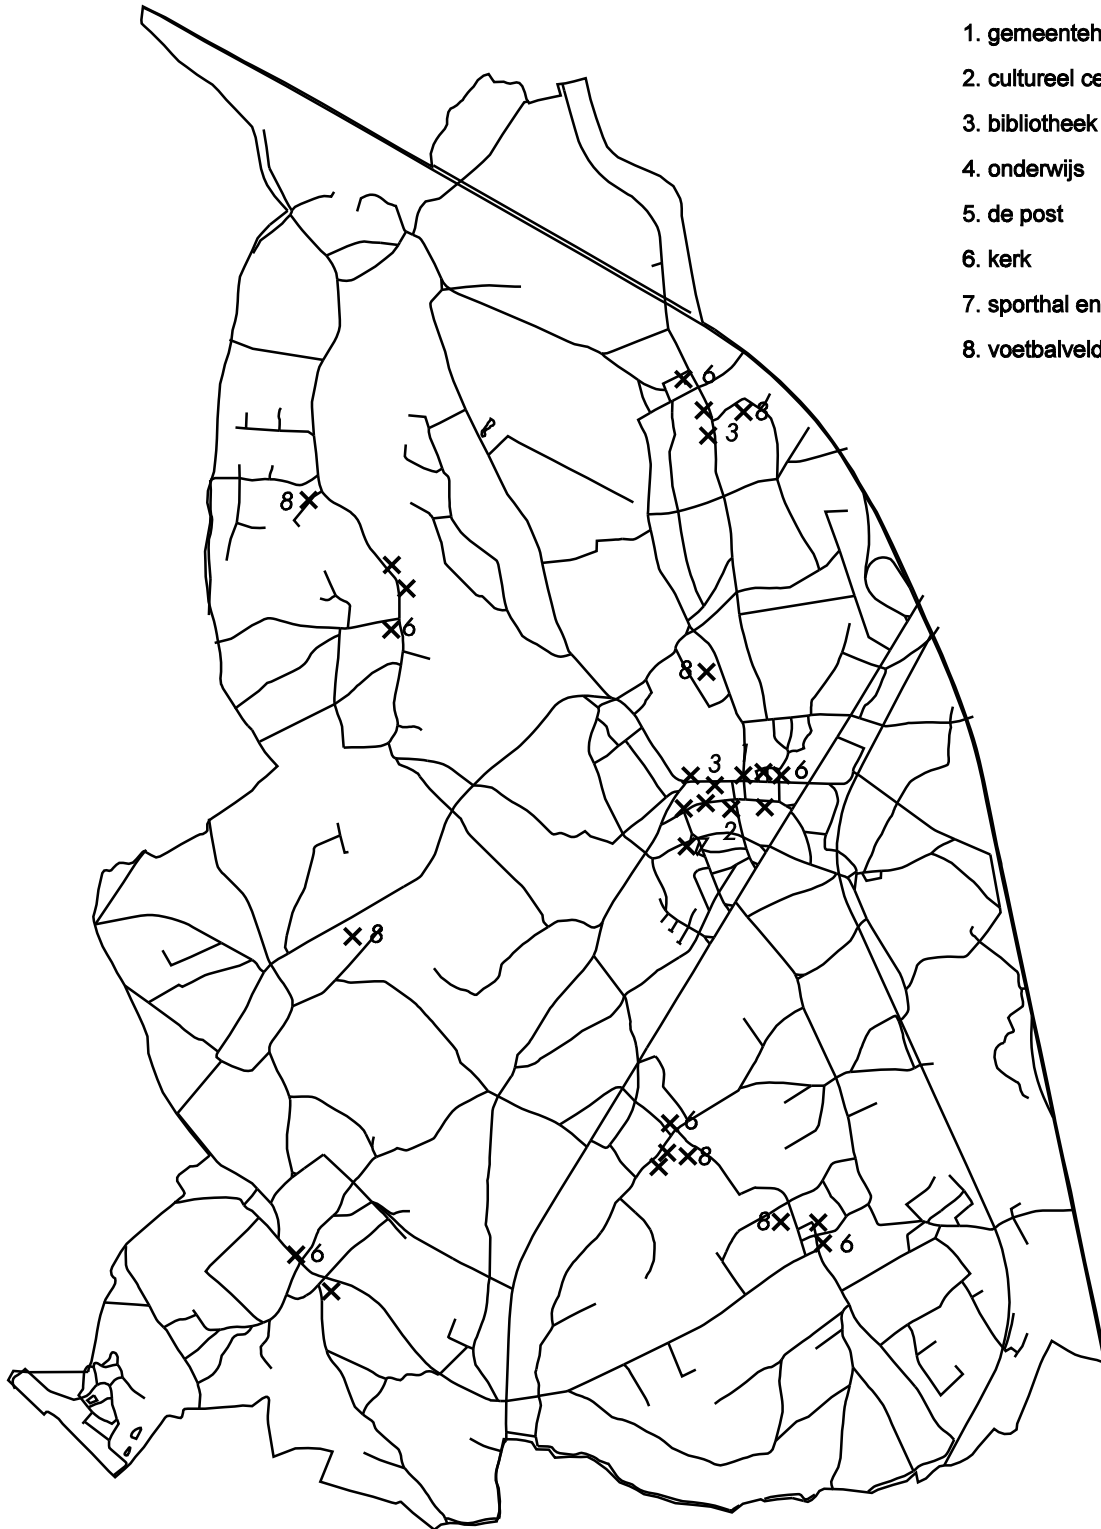 1. gemeenteh
2. cultureel ce
3. bibliotheek
4. onderwijs
5. de post
6. kerk
7. sporthal en
8. voetbalveld
6
8
3
8
6
8
3
1
6
2
7
8
6
8
8
6
6